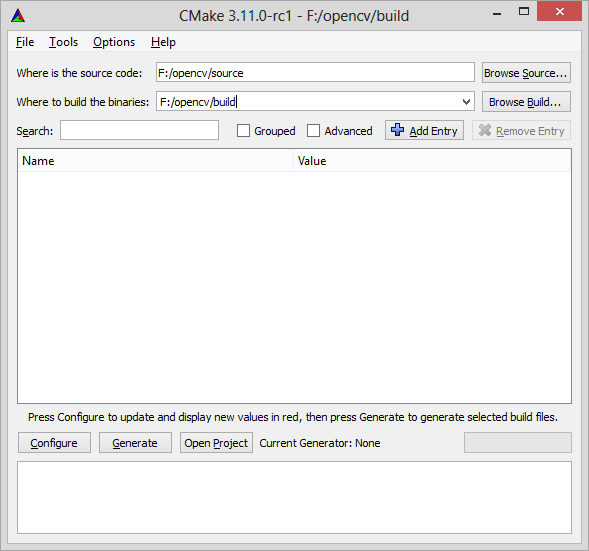 CMake 3.11.0-rc1 - F:/opencv/build
File Tools Options Help
Where is the source code: F:/opencv/source Browse Source...
Where to build the binaries: F:/opencv/build Browse Build...
Search: Grouped Advanced Add Entry Remove Entry
Name Value
Press Configure to update and display new values in red, then press Generate to generate selected build files.
Configure Generate Open Project Current Generator: None